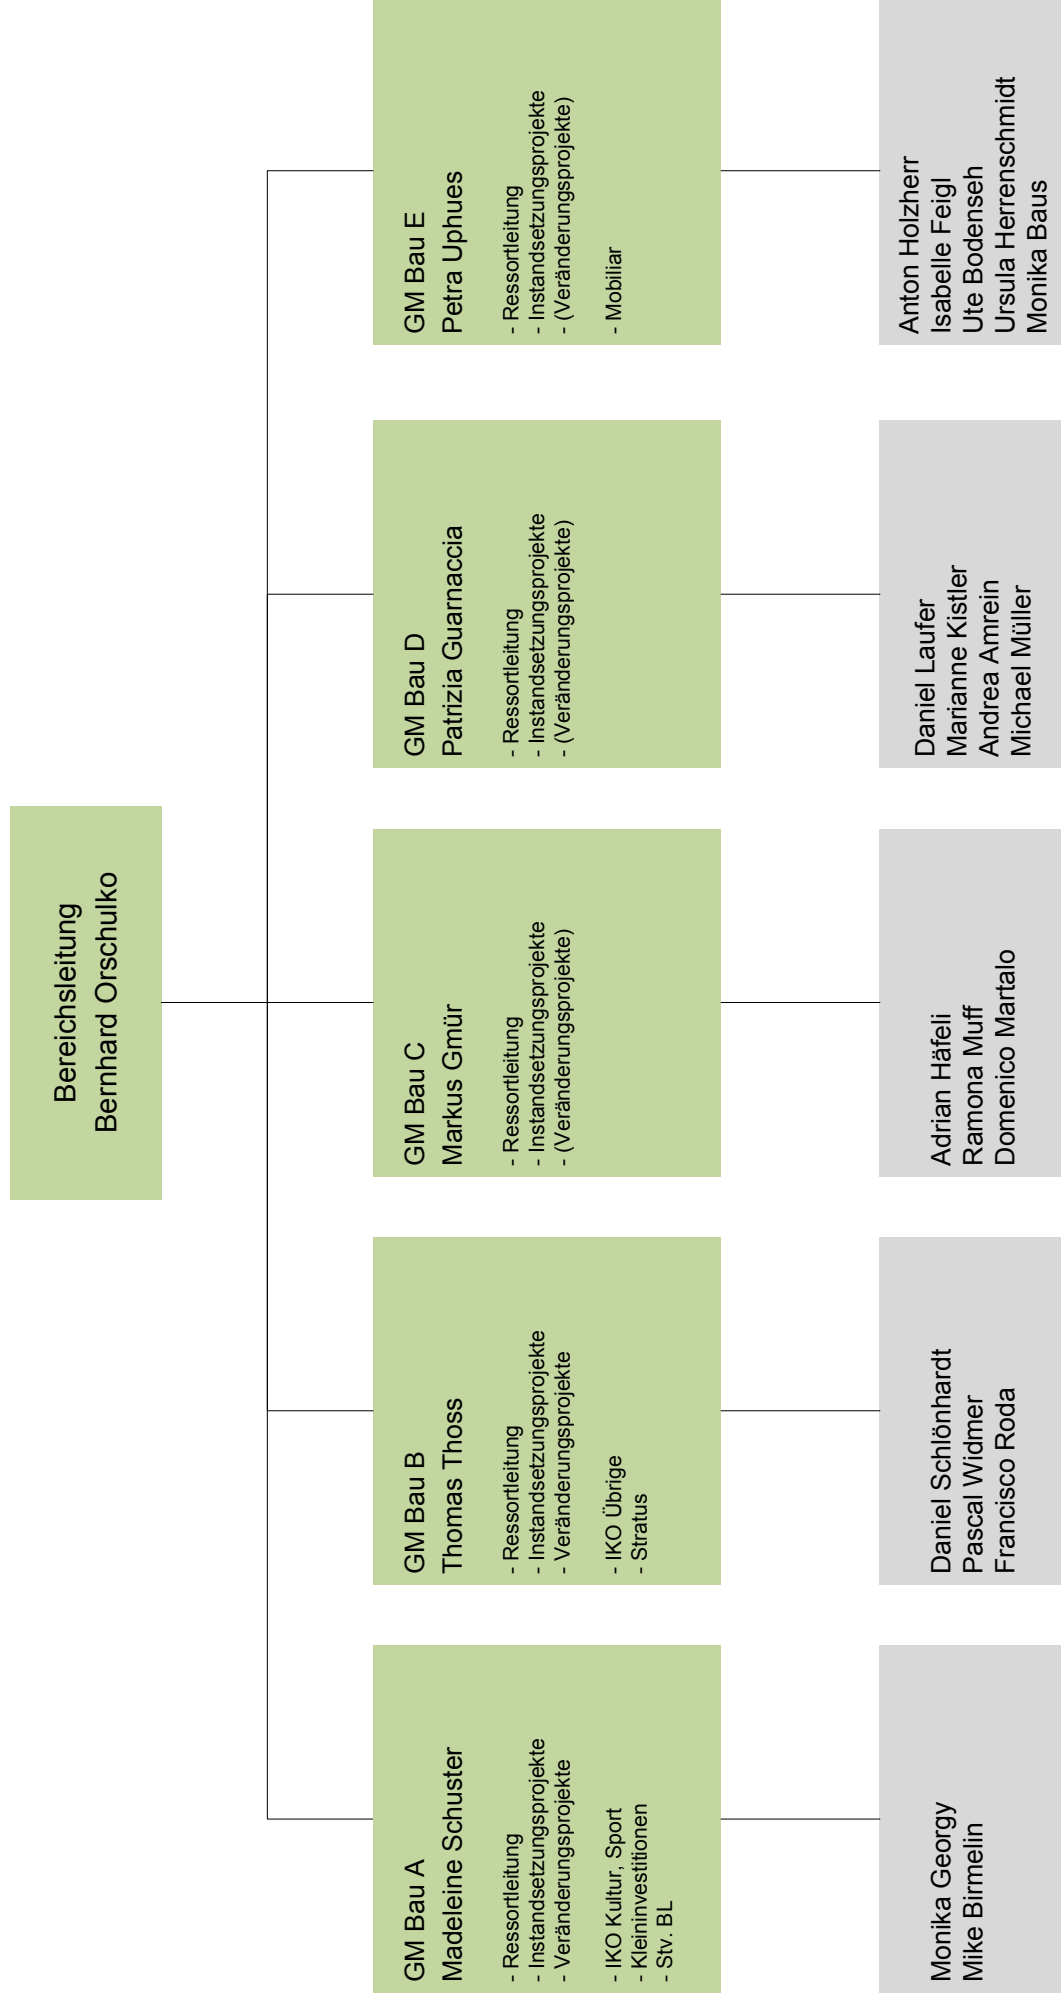 Bereichsleitung
Bernhard Orschulko
GM Bau A
Madeleine Schuster
- Ressortleitung
- Instandsetzungsprojekte
- Veränderungsprojekte
- IKO Kultur, Sport
- Kleininvestitionen
- Stv. BL
GM Bau B
Thomas Thoss
- Ressortleitung
- Instandsetzungsprojekte
- Veränderungsprojekte
- IKO Übrige
- Stratus
GM Bau C
Markus Gmür
- Ressortleitung
- Instandsetzungsprojekte
- (Veränderungsprojekte)
GM Bau D
Patrizia Guarnaccia
- Ressortleitung
- Instandsetzungsprojekte
- (Veränderungsprojekte)
GM Bau E
Petra Uphues
- Ressortleitung
- Instandsetzungsprojekte
- (Veränderungsprojekte)
- Mobiliar
Monika Georgy
Mike Birmelin
Daniel Schlönhardt
Pascal Widmer
Francisco Roda
Adrian Häfeli
Ramona Muff
Domenico Martalo
Daniel Laufer
Marianne Kistler
Andrea Amrein
Michael Müller
Anton Holzherr
Isabelle Feigl
Ute Bodenseh
Ursula Herrenschmidt
Monika Baus